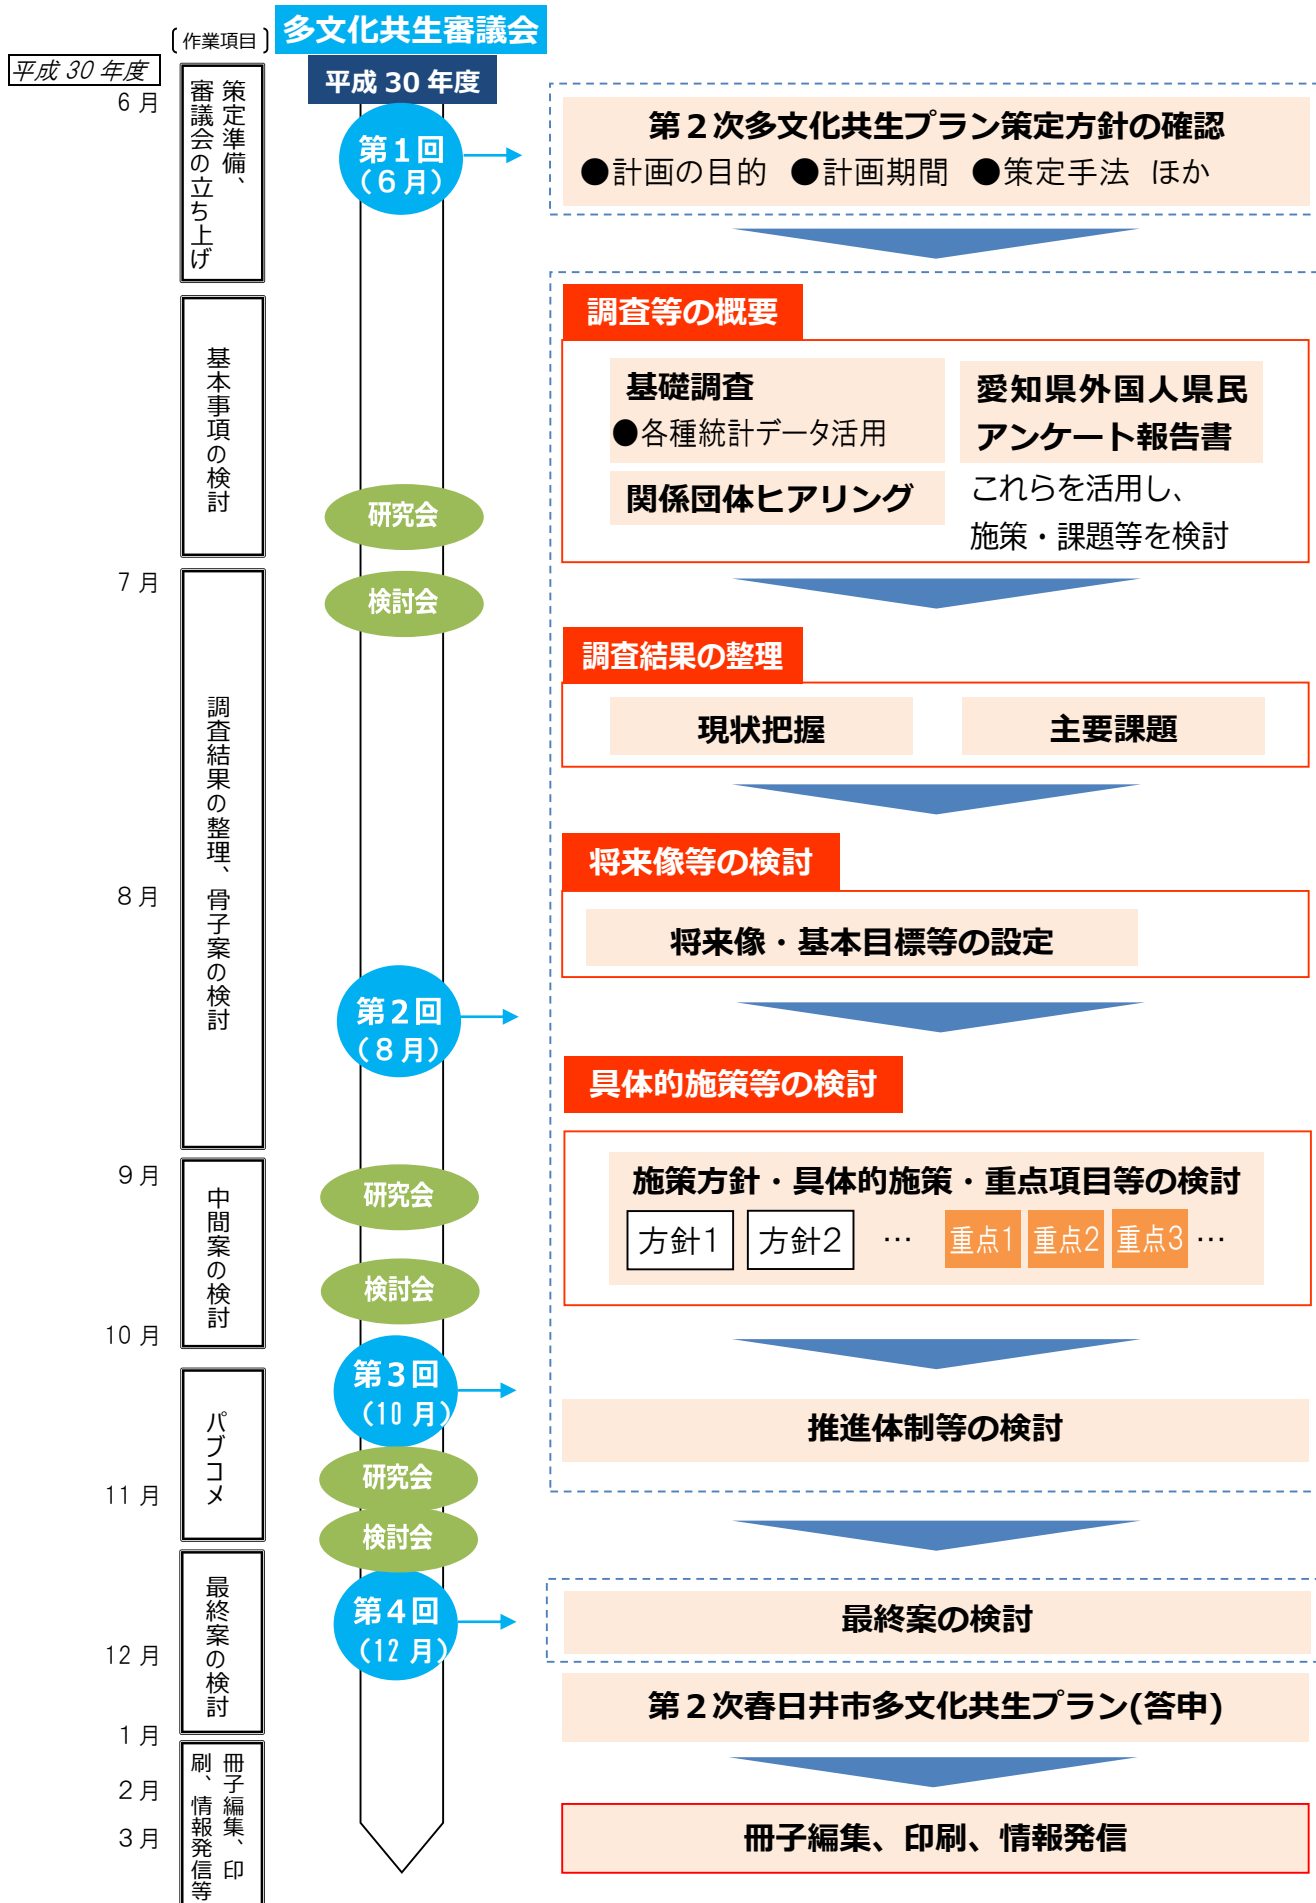 〔作業項目〕
多文化共生審議会
平成 30 年度
平成 30 年度
6 月
策定準備、
審議会の立ち上げ
第１回
（６月）
第２次多文化共生プラン策定方針の確認
●計画の目的 ●計画期間 ●策定手法 ほか
基本事項の検討
調査等の概要
基礎調査
●各種統計データ活用
関係団体ヒアリング
愛知県外国人県民
アンケート報告書
これらを活用し、
施策・課題等を検討
研究会
7 月
検討会
調査結果の整理、骨子案の検討
調査結果の整理
現状把握
主要課題
8 月
将来像等の検討
将来像・基本目標等の設定
第２回
（８月）
具体的施策等の検討
9 月
中間案の検討
研究会
施策方針・具体的施策・重点項目等の検討
方針1 方針2 … 重点1 重点2 重点3 …
検討会
10 月
第３回
（10 月）
パブコメ
推進体制等の検討
研究会
11 月
検討会
最終案の検討
第４回
（12 月）
最終案の検討
12 月
第２次春日井市多文化共生プラン(答申)
1 月
冊子編集、印
刷、情報発信等
2 月
3 月
冊子編集、印刷、情報発信